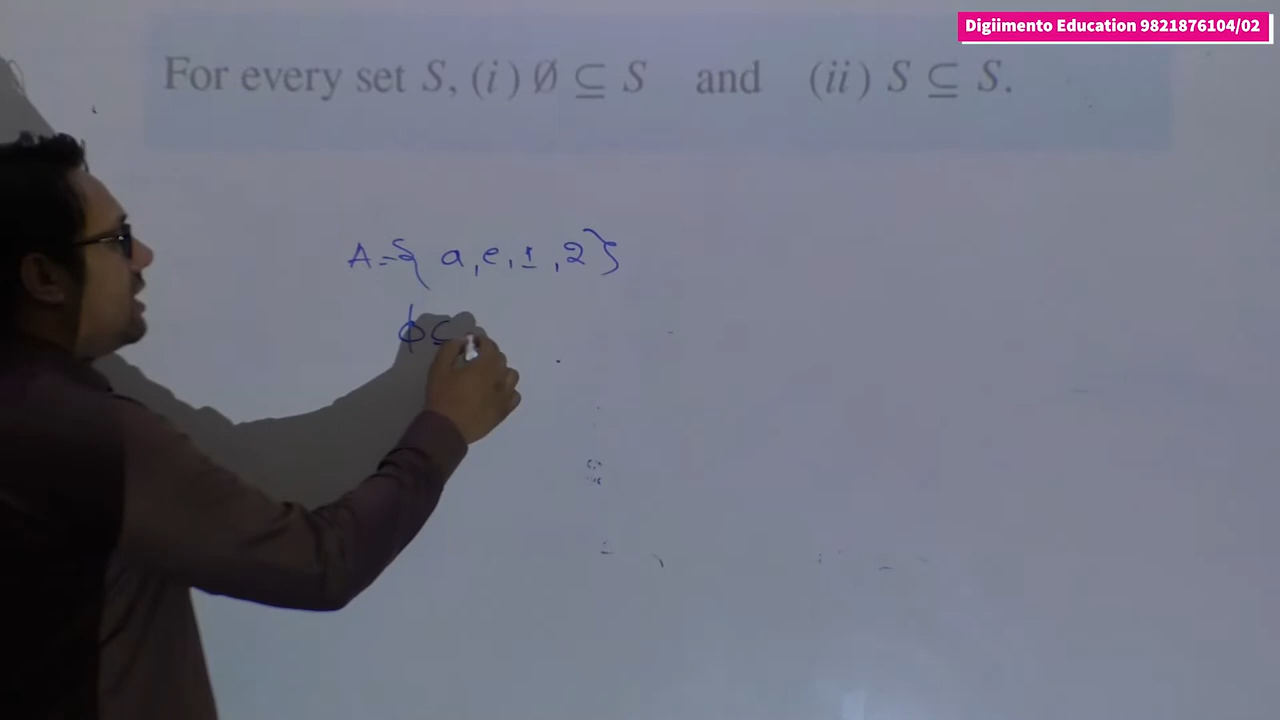 Digiimento Education 9821876104/02
For every set S, (i) ∅ ⊆ S and (ii) S ⊆ S.
A={ a, e, 1, 2}
ϕ ⊆